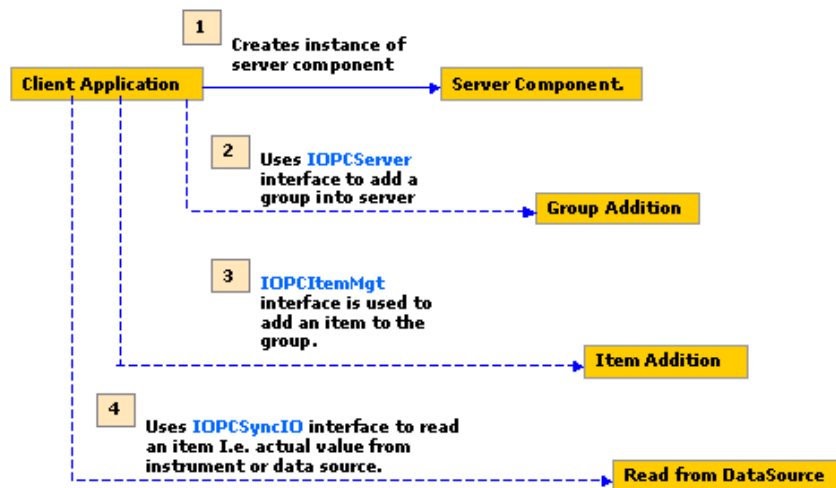 1
Creates instance of
server component
Client Application
Server Component.
2
Uses IOPCServer
interface to add a
group into server
Group Addition
3
IOPCItemMgt
interface is used to
add an item to the
group.
Item Addition
4
Uses IOPCSyncIO interface to read
an item I.e. actual value from
instrument or data source.
Read from DataSource